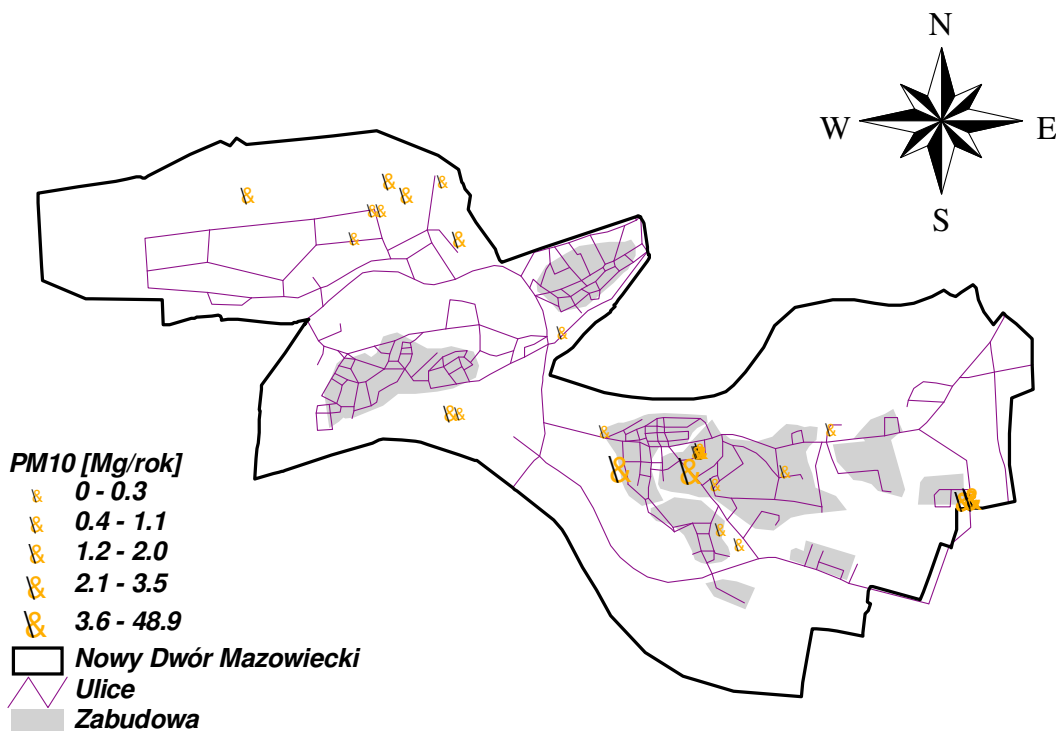 N
W E
S
PM10 [Mg/rok]
& 0 - 0.3
& 0.4 - 1.1
& 1.2 - 2.0
& 2.1 - 3.5
& 3.6 - 48.9
Nowy Dwór Mazowiecki
Ulice
Zabudowa